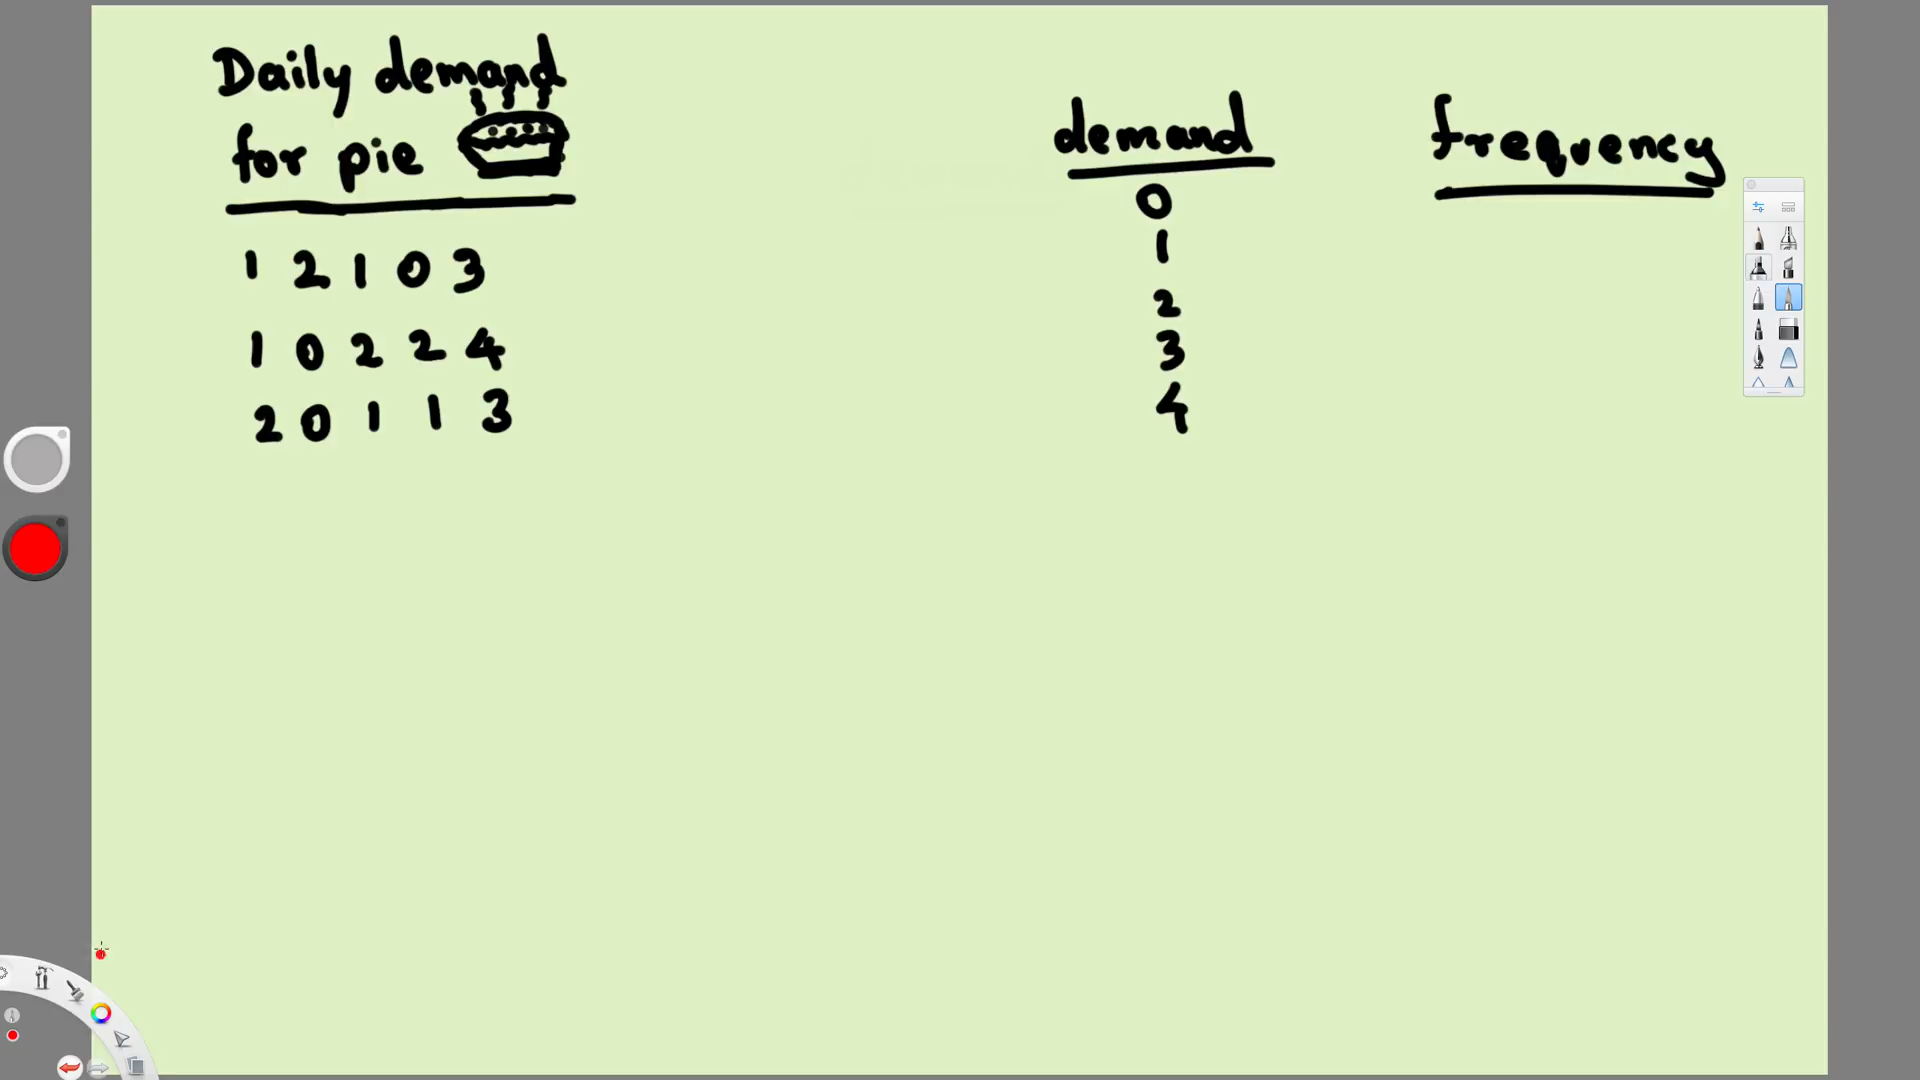 Daily demand
for pie
1 2 1 0 3
1 0 2 2 4
2 0 1 1 3
demand
0
1
2
3
4
frequency